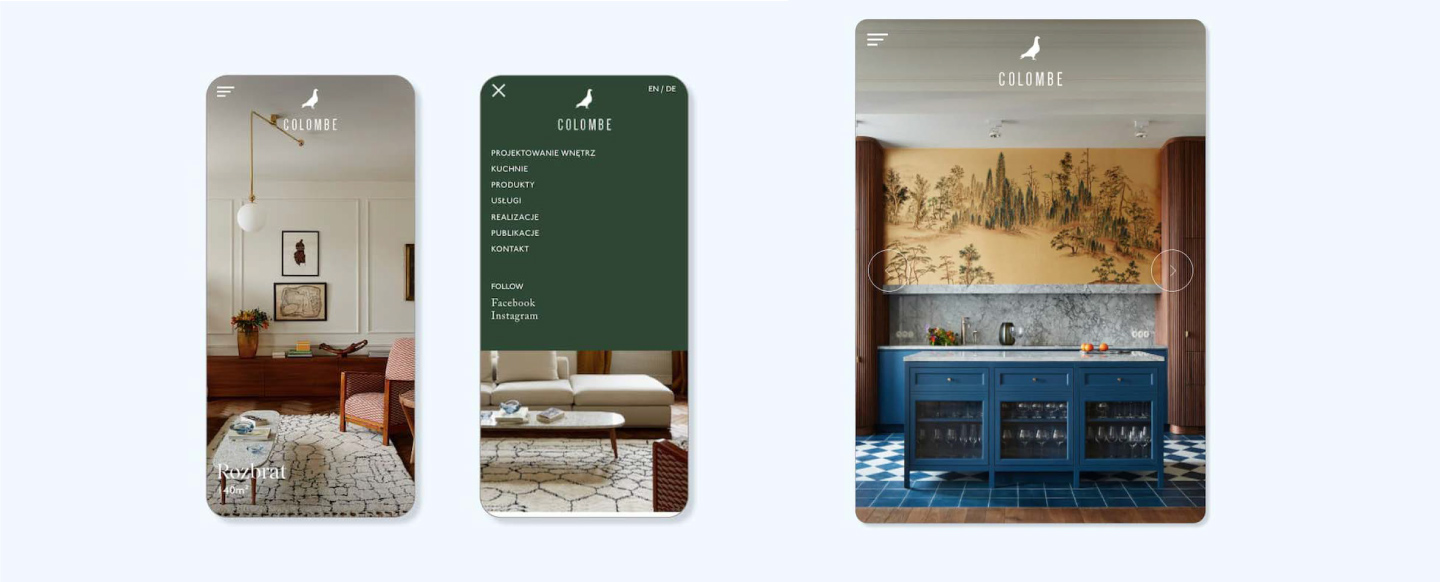 COLOMBE
Rozbrat
140m²
EN / DE
COLOMBE
PROJEKTOWANIE WNĘTRZ
KUCHNIE
PRODUKTY
USŁUGI
REALIZACJE
PUBLIKACJE
KONTAKT
FOLLOW
Facebook
Instagram
COLOMBE